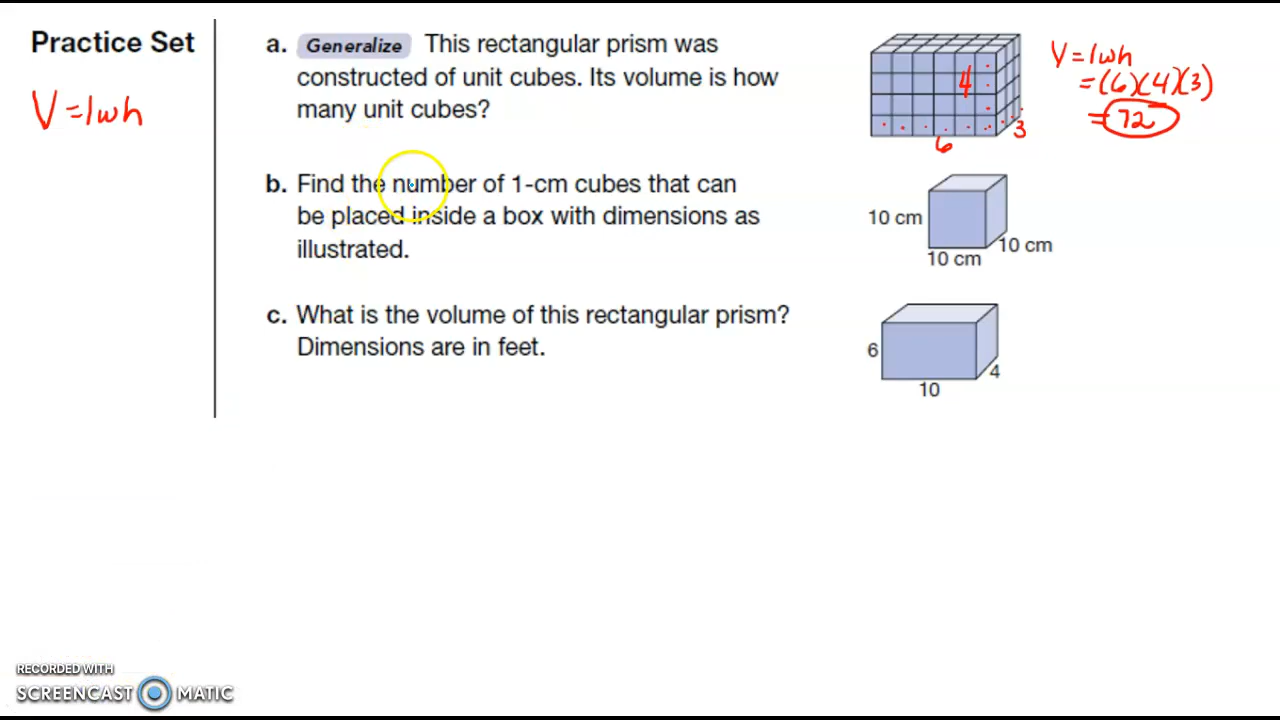 Practice Set
V = lwh
a. Generalize This rectangular prism was
constructed of unit cubes. Its volume is how
many unit cubes?
4
6
3
V = lwh
= (6)(4)(3)
= 72
b. Find the number of 1-cm cubes that can
be placed inside a box with dimensions as
illustrated.
10 cm
10 cm
10 cm
c. What is the volume of this rectangular prism?
Dimensions are in feet.
6
4
10
RECORDED WITH
SCREENCAST MATIC